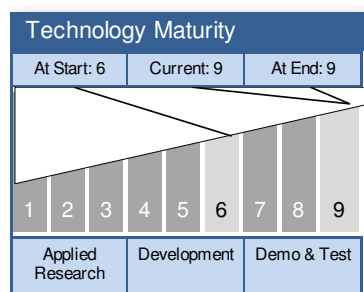 Technology Maturity
At Start: 6 Current: 9 At End: 9
1 2 3 4 5 6 7 8 9
Applied Development Demo & Test
Research